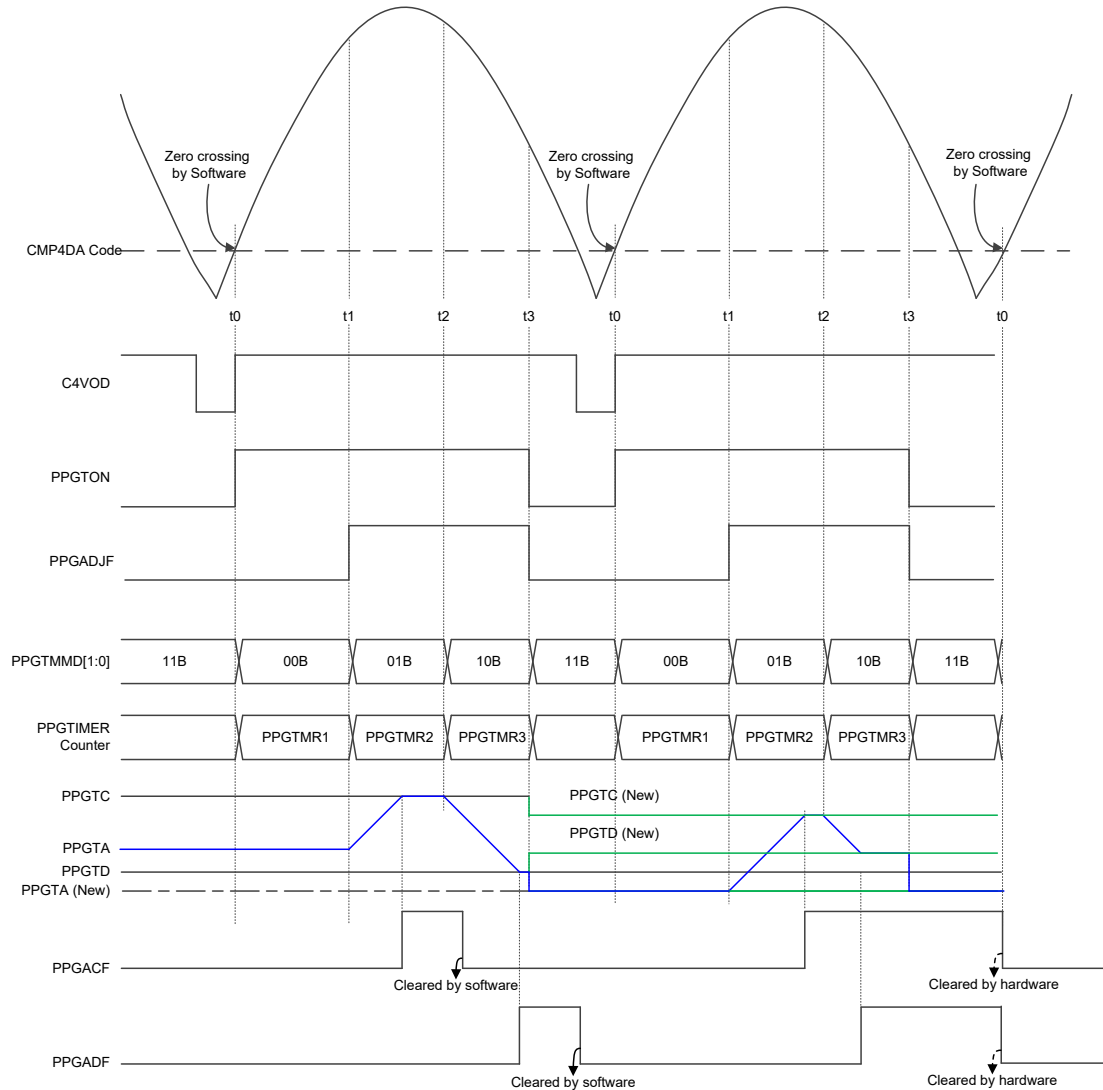 Zero crossing
by Software
Zero crossing
by Software
Zero crossing
by Software
CMP4DA Code
t0
t1
t2
t3
t0
t1
t2
t3
t0
C4VOD
PPGTON
PPGADJF
PPGTMMD[1:0]
11B
00B
01B
10B
11B
00B
01B
10B
11B
PPGTIMER
Counter
PPGTMR1
PPGTMR2
PPGTMR3
PPGTMR1
PPGTMR2
PPGTMR3
PPGTC
PPGTC (New)
PPGTD (New)
PPGTA
PPGTD
PPGTA (New)
PPGACF
Cleared by software
Cleared by hardware
PPGADF
Cleared by software
Cleared by hardware